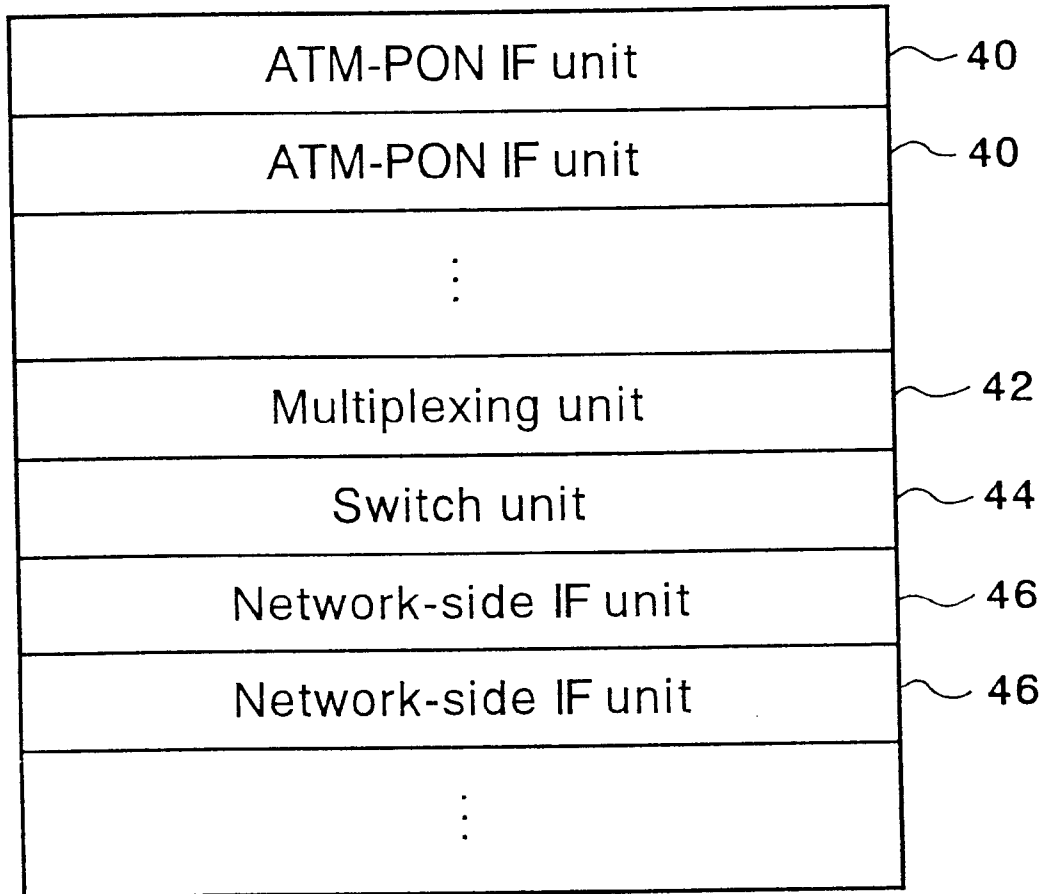 ATM-PON IF unit 40
ATM-PON IF unit 40
⋮
Multiplexing unit 42
Switch unit 44
Network-side IF unit 46
Network-side IF unit 46
⋮